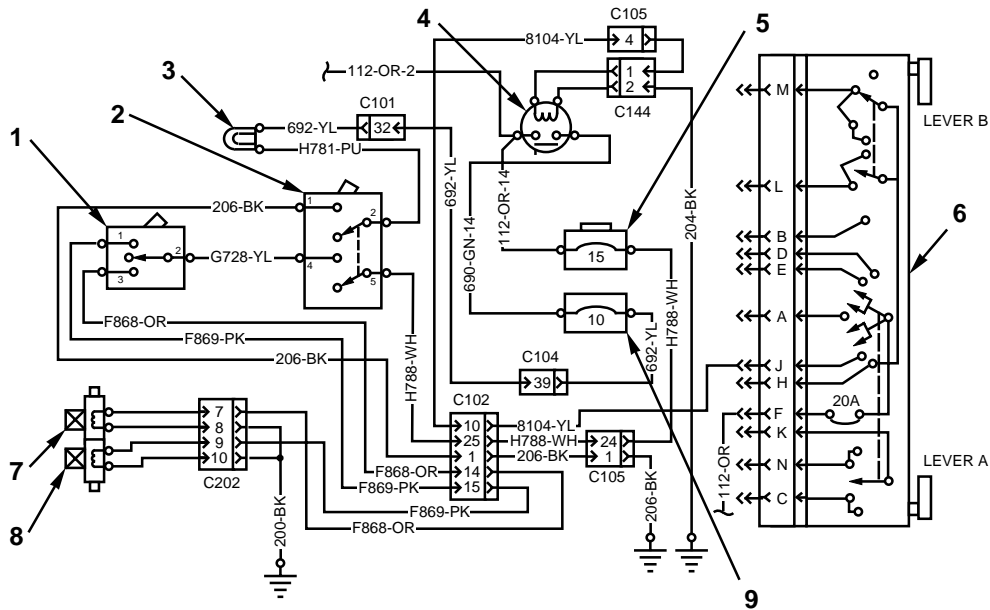 4
C105
5
8104-YL
4
112-OR-2
1
2
C144
3
C101
692-YL
32
H781-PU
2
1
206-BK
1
2
1
2
3
G728-YL
4
5
F868-OR
F869-PK
206-BK
H788-WH
692-YL
690-GN-14
112-OR-14
15
10
692-YL
H788-WH
204-BK
C104
39
C102
10
25
1
14
15
8104-YL
H788-WH
206-BK
24
1
C105
F868-OR
F869-PK
F869-PK
F868-OR
206-BK
7
8
9
10
C202
200-BK
7
8
9
M
L
B
D
E
A
J
H
F
K
N
C
20A
112-OR
LEVER B
6
LEVER A